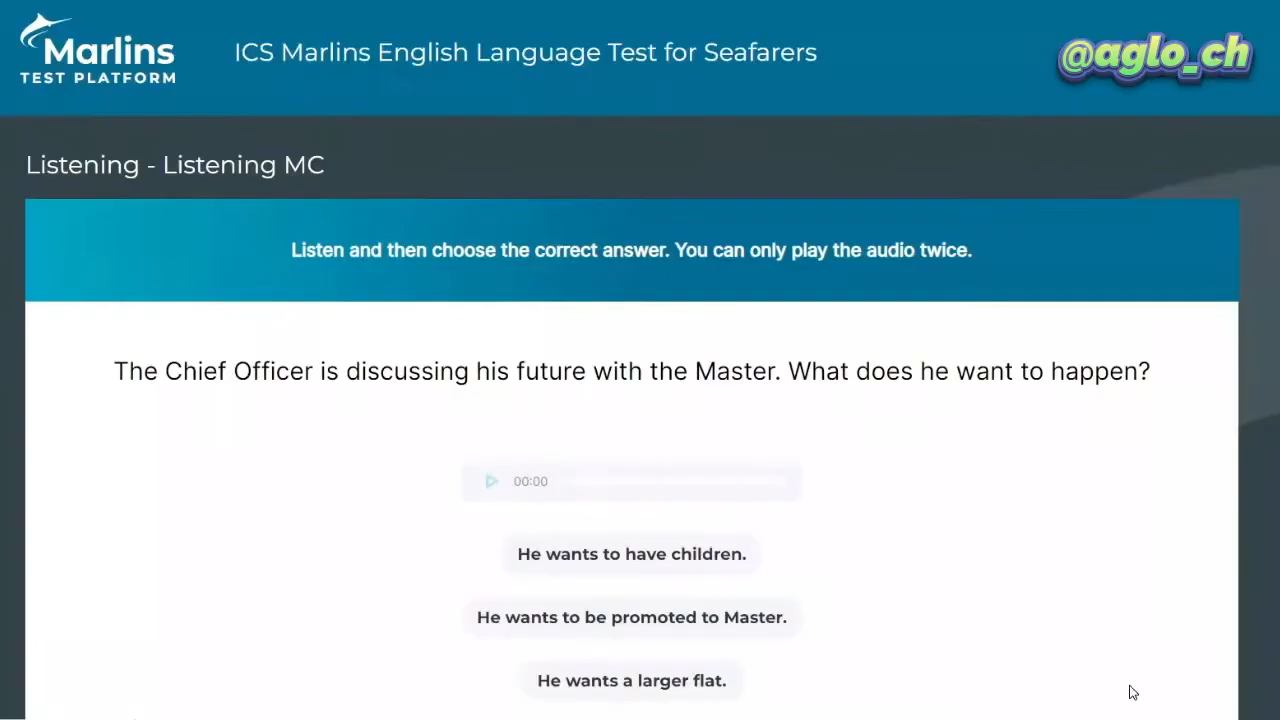 Marlins
TEST PLATFORM
ICS Marlins English Language Test for Seafarers
@aglo_ch
Listening - Listening MC
Listen and then choose the correct answer. You can only play the audio twice.
The Chief Officer is discussing his future with the Master. What does he want to happen?
00:00
He wants to have children.
He wants to be promoted to Master.
He wants a larger flat.